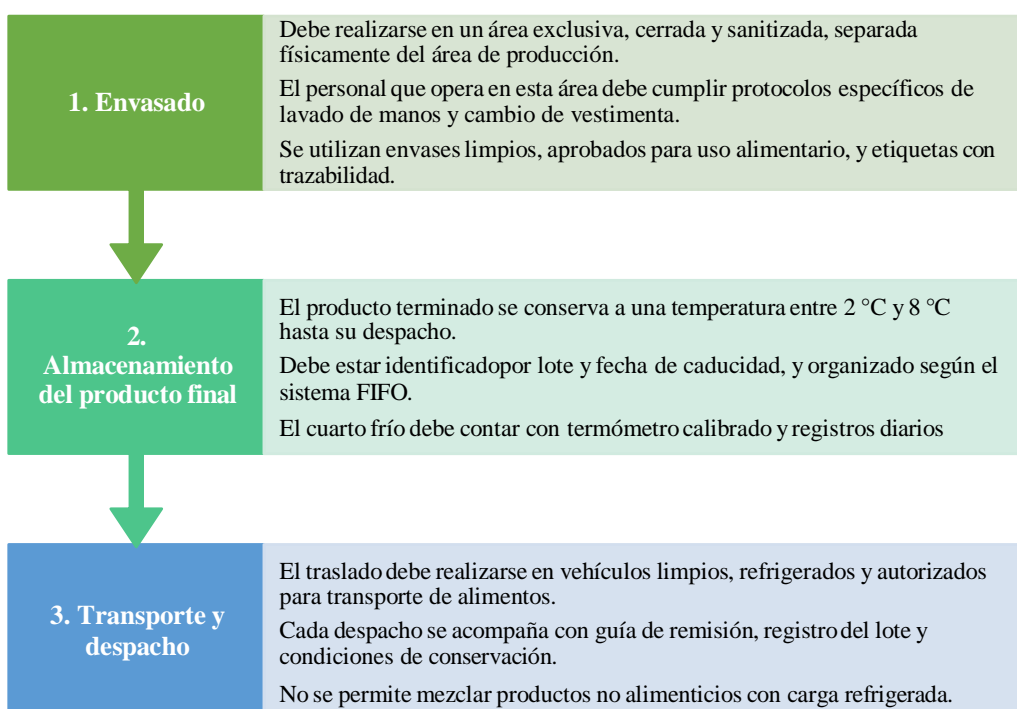 1. Envasado
Debe realizarse en un área exclusiva, cerrada y sanitizada, separada
físicamente del área de producción.
El personal que opera en esta área debe cumplir protocolos específicos de
lavado de manos y cambio de vestimenta.
Se utilizan envases limpios, aprobados para uso alimentario, y etiquetas con
trazabilidad.
2.
Almacenamiento
del producto final
El producto terminado se conserva a una temperatura entre 2 °C y 8 °C
hasta su despacho.
Debe estar identificadopor lote y fecha de caducidad, y organizado según el
sistema FIFO.
El cuarto frío debe contar con termómetro calibrado y registros diarios
3. Transporte y
despacho
El traslado debe realizarse en vehículos limpios, refrigerados y autorizados
para transporte de alimentos.
Cada despacho se acompaña con guía de remisión, registro del lote y
condiciones de conservación.
No se permite mezclar productos no alimenticios con carga refrigerada.